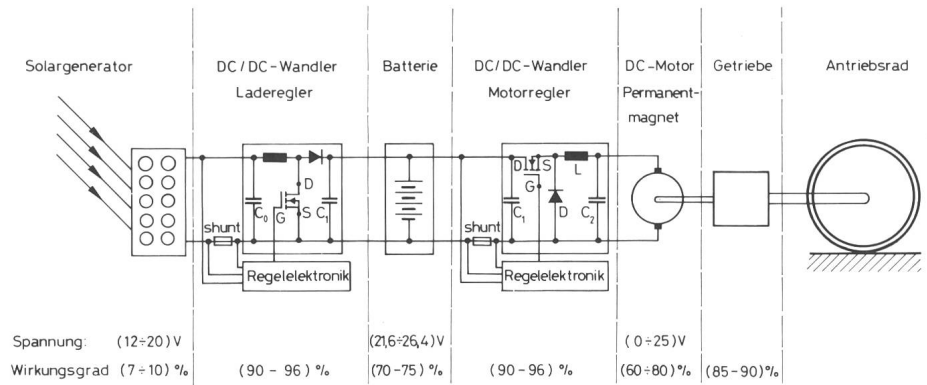 Solargenerator
DC/DC-Wandler
Laderegler
Batterie
DC/DC-Wandler
Motorregler
DC-Motor
Permanent-
magnet
Getriebe
Antriebsrad
D
G
S
C0
C1
shunt
Regelelektronik
D
S
G
L
C1
D
C2
shunt
Regelelektronik
Spannung: (12÷20)V (21,6÷26,4)V (0÷25)V
Wirkungsgrad (7÷10)% (90-96)% (70-75)% (90-96)% (60÷80)% (85-90)%